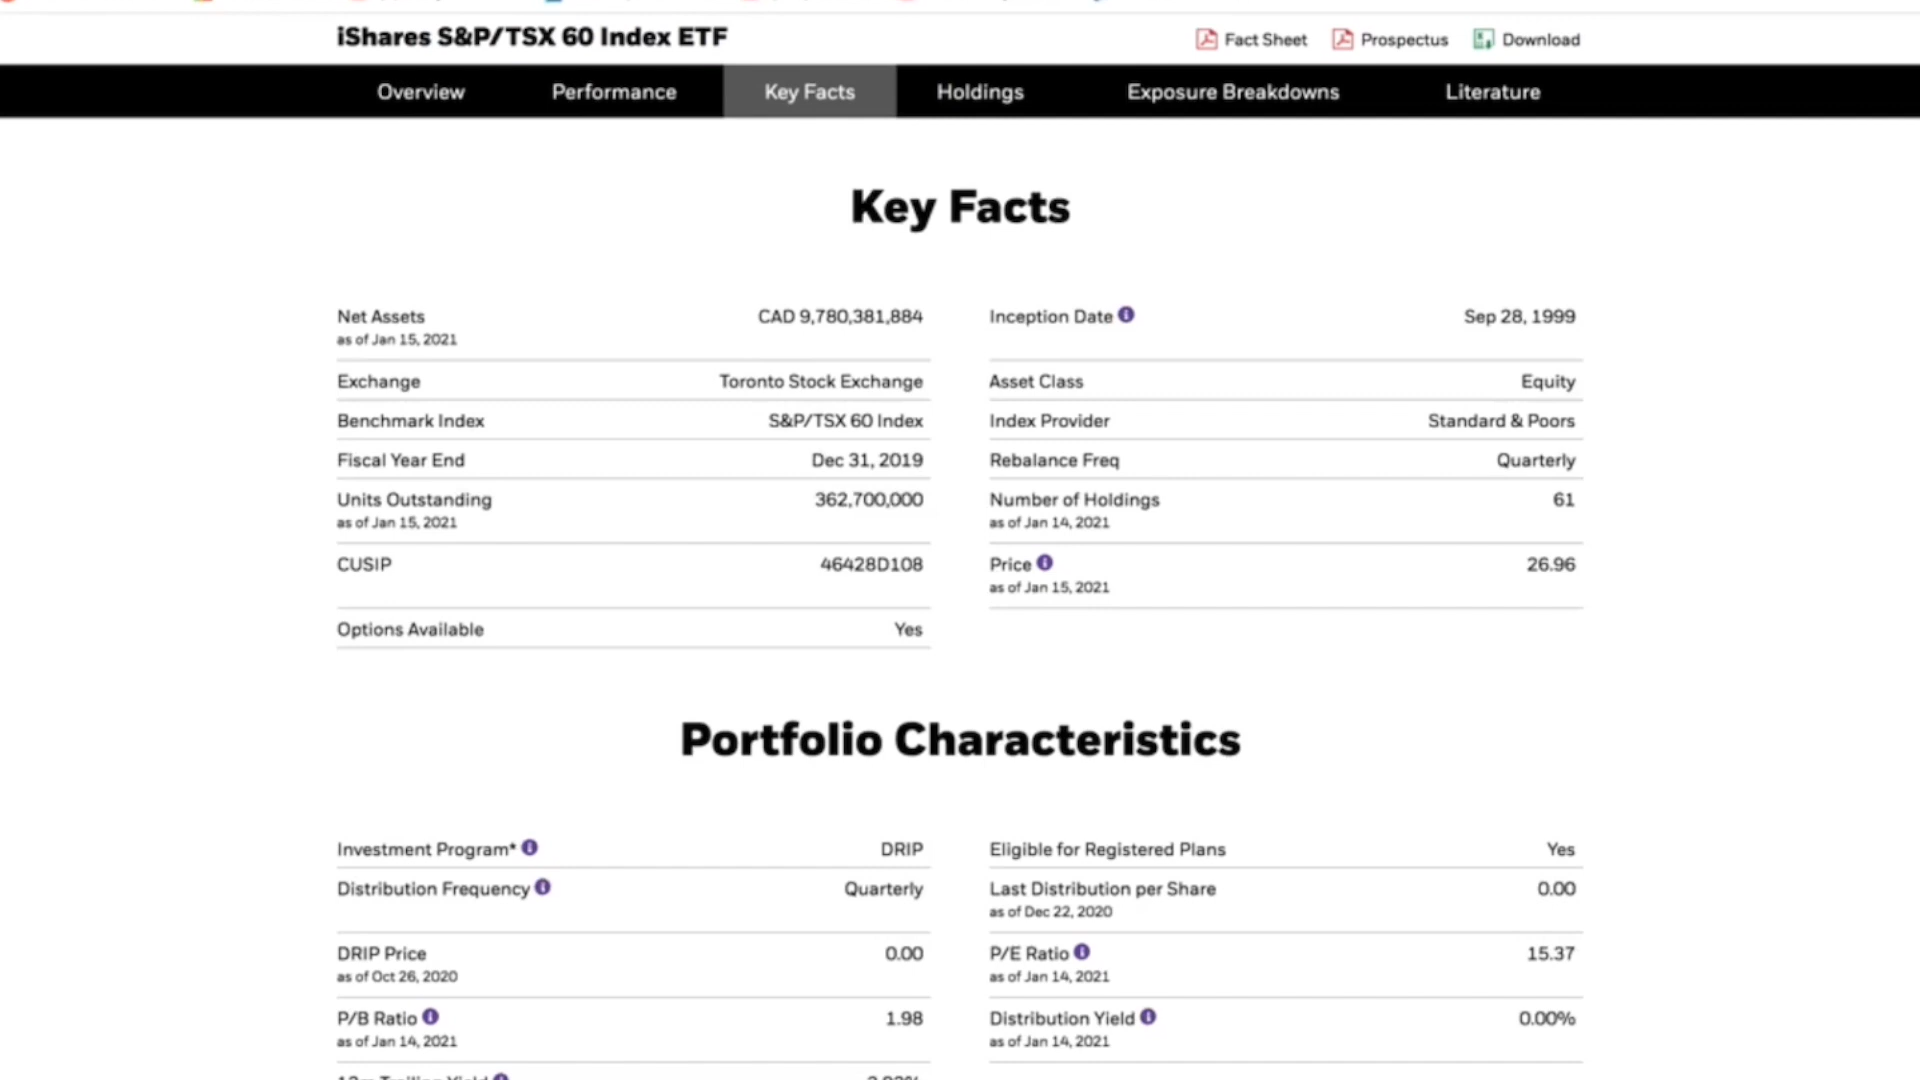 iShares S&P/TSX 60 Index ETF
Fact Sheet Prospectus Download
Overview Performance Key Facts Holdings Exposure Breakdowns Literature
Key Facts
Net Assets CAD 9,780,381,884
as of Jan 15, 2021
Inception Date Sep 28, 1999
Exchange Toronto Stock Exchange
Asset Class Equity
Benchmark Index S&P/TSX 60 Index
Index Provider Standard & Poors
Fiscal Year End Dec 31, 2019
Rebalance Freq Quarterly
Units Outstanding 362,700,000
as of Jan 15, 2021
Number of Holdings 61
as of Jan 14, 2021
CUSIP 46428D108
Price 26.96
as of Jan 15, 2021
Options Available Yes
Portfolio Characteristics
Investment Program* DRIP
Eligible for Registered Plans Yes
Distribution Frequency Quarterly
Last Distribution per Share 0.00
as of Dec 22, 2020
DRIP Price 0.00
as of Oct 26, 2020
P/E Ratio 15.37
as of Jan 14, 2021
P/B Ratio 1.98
as of Jan 14, 2021
Distribution Yield 0.00%
as of Jan 14, 2021
12m Trailing Yield